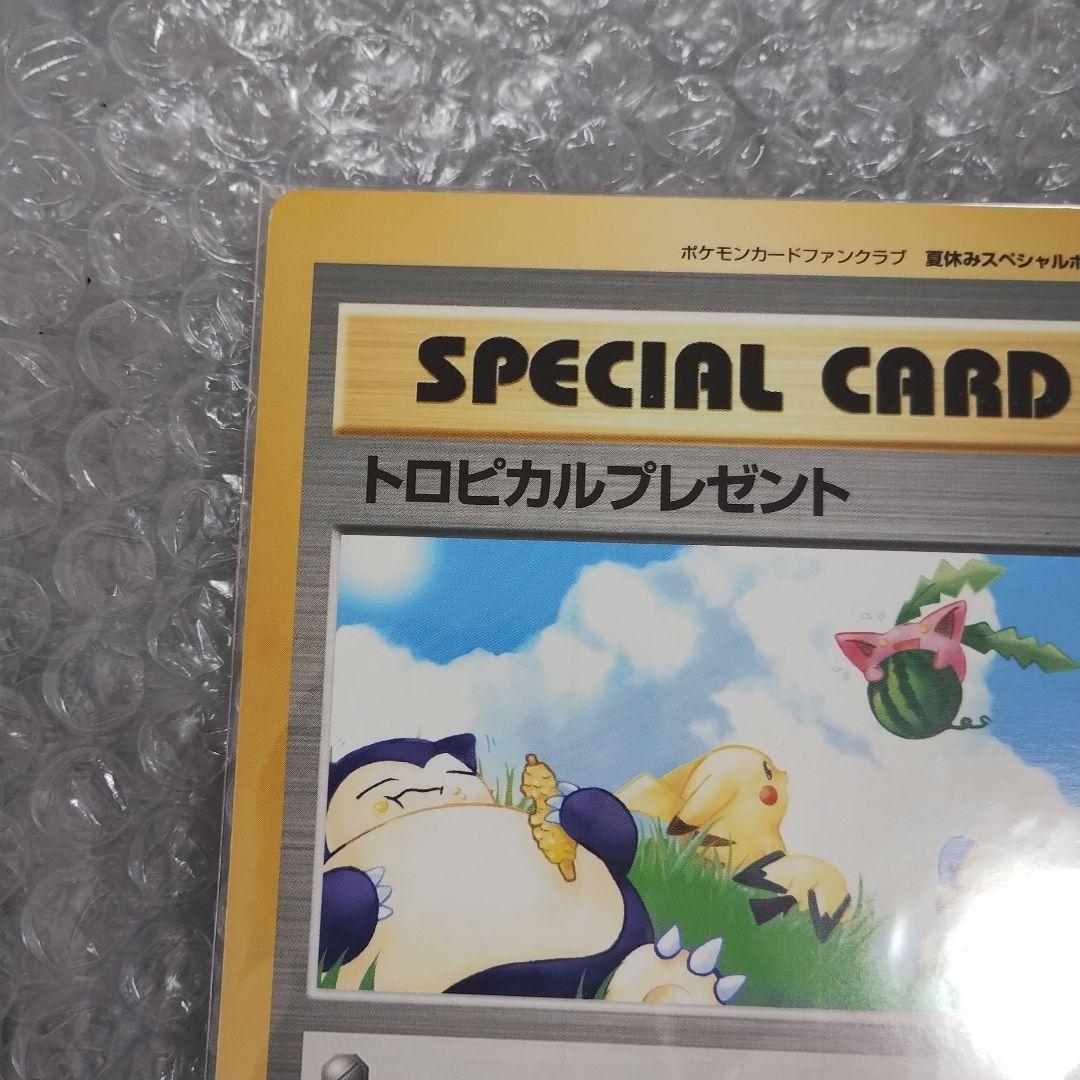 ポケモンカードファンクラブ 夏休みスペシャルポ
SPECIAL CARD
トロピカルプレゼント